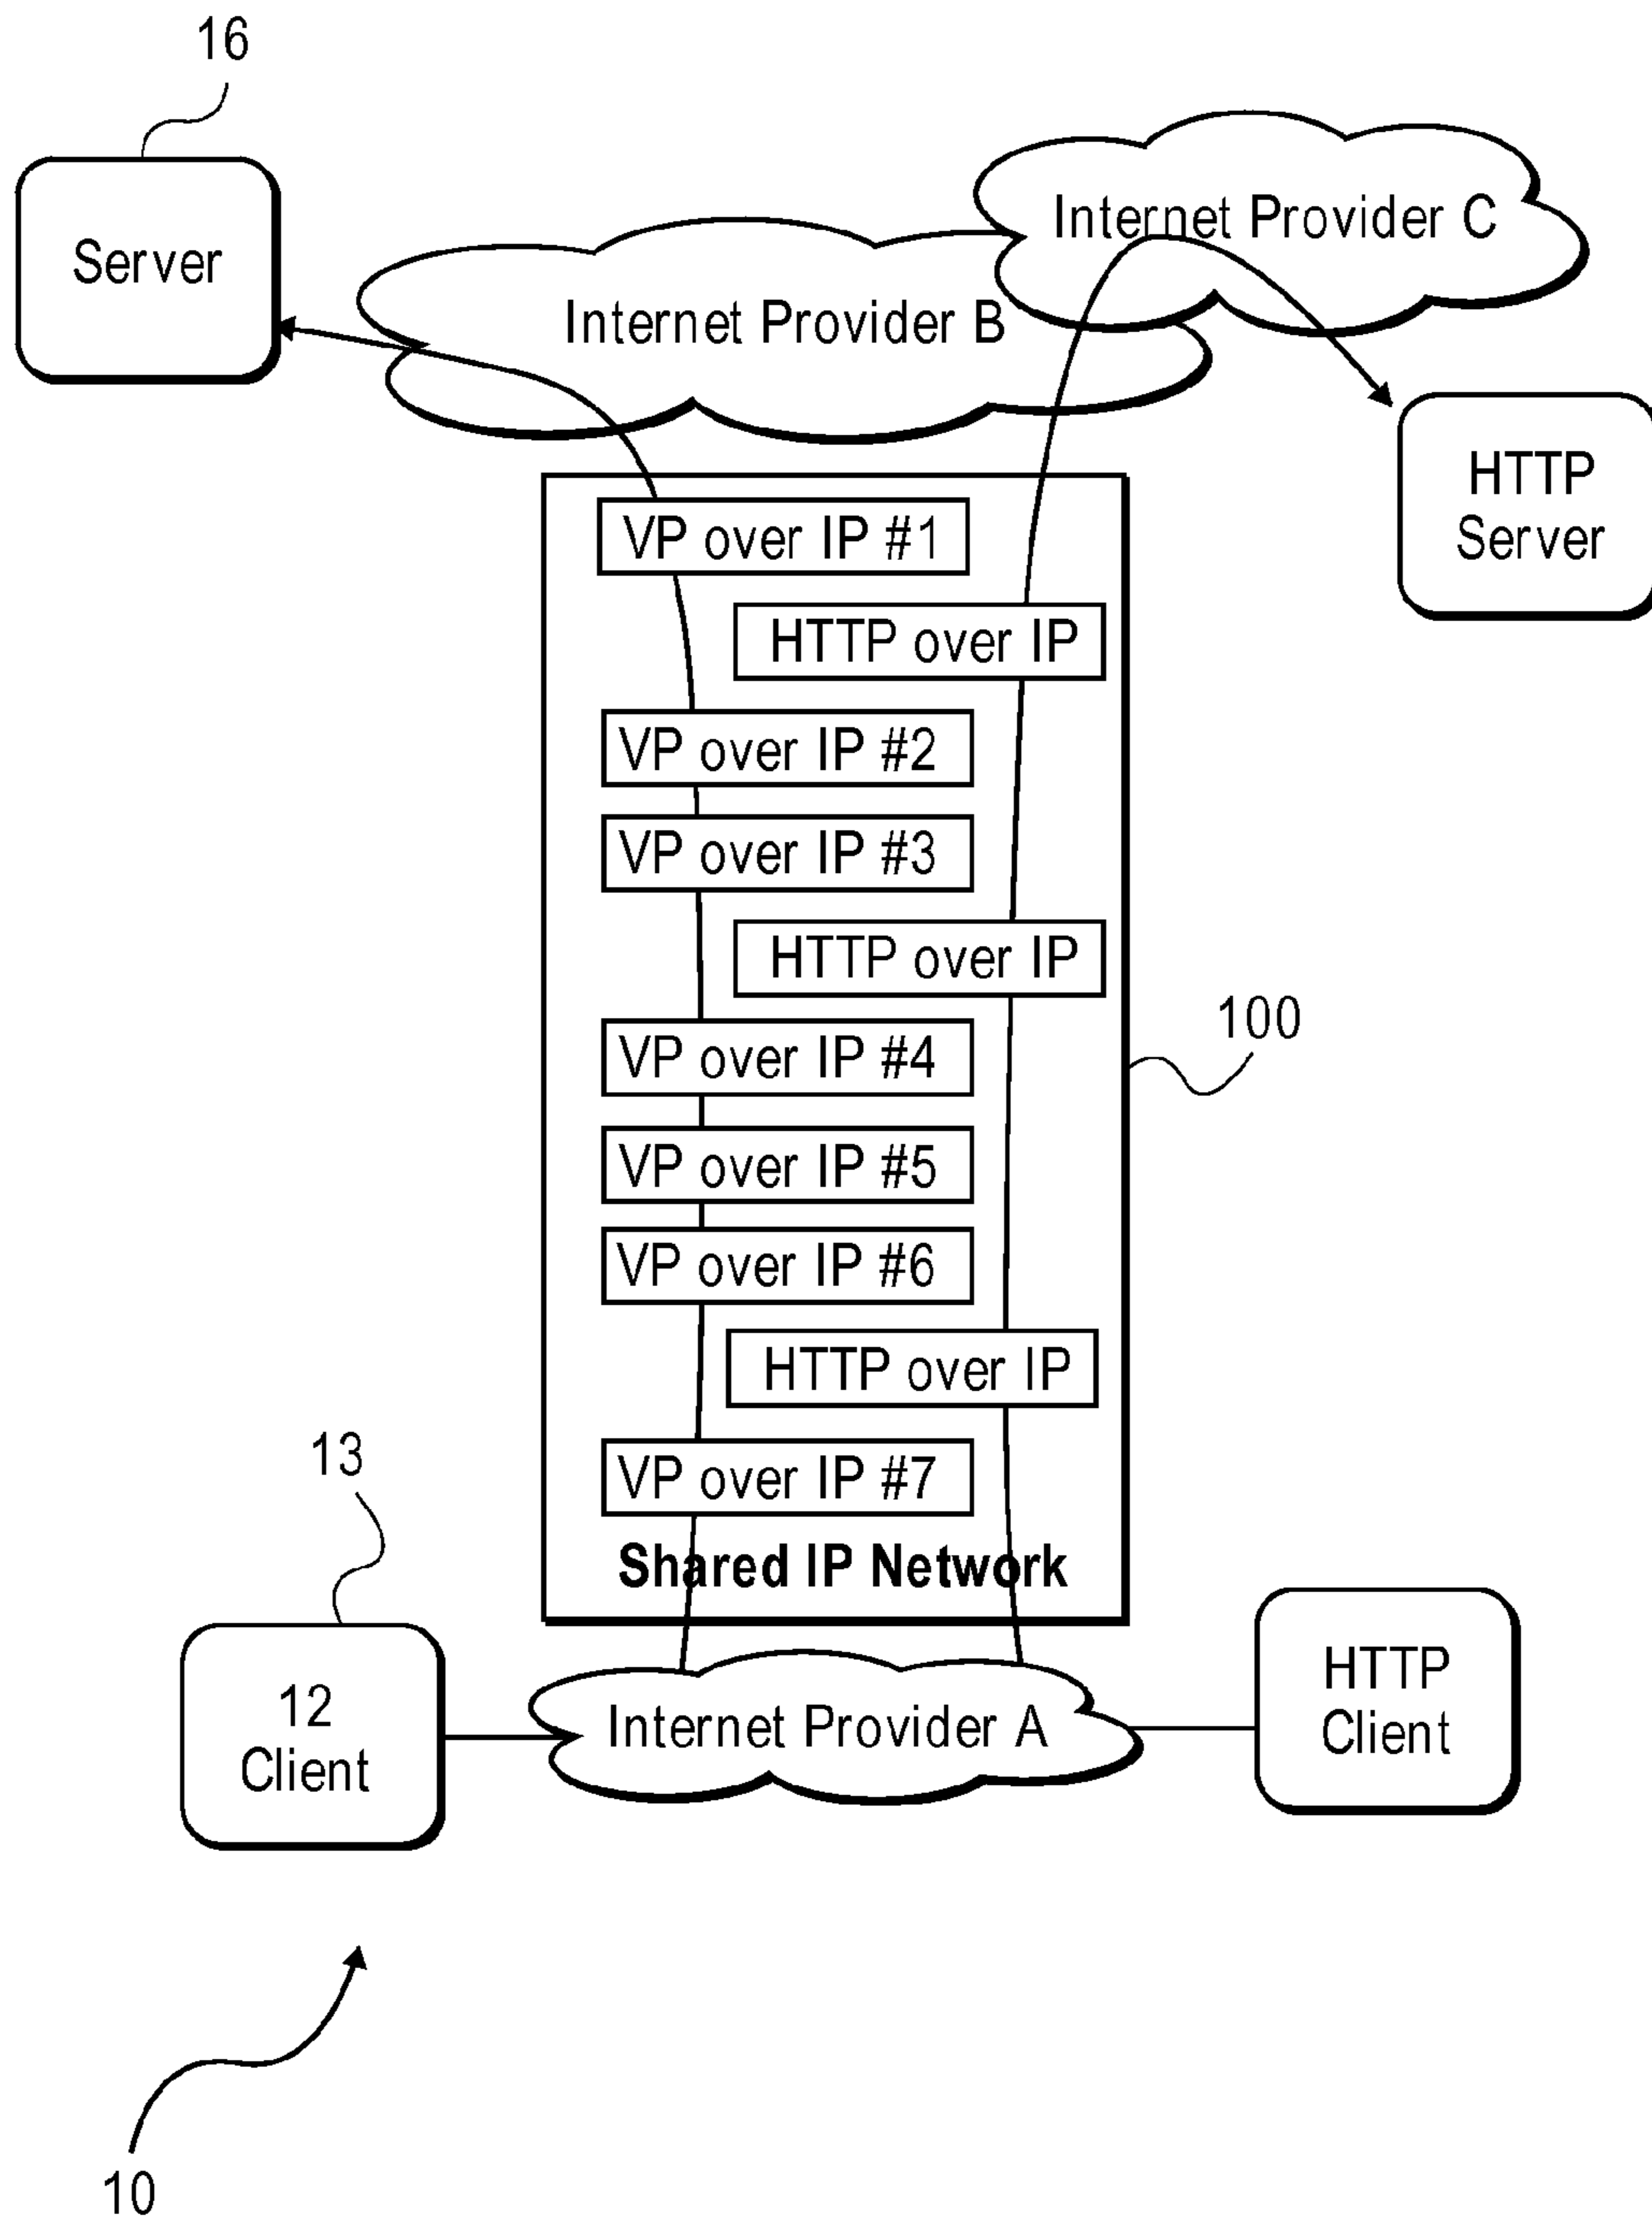 16
Internet Provider C
Server
Internet Provider B
HTTP
Server
VP over IP #1
HTTP over IP
VP over IP #2
VP over IP #3
HTTP over IP
100
VP over IP #4
VP over IP #5
VP over IP #6
HTTP over IP
13
VP over IP #7
Shared IP Network
12
Client
Internet Provider A
HTTP
Client
10